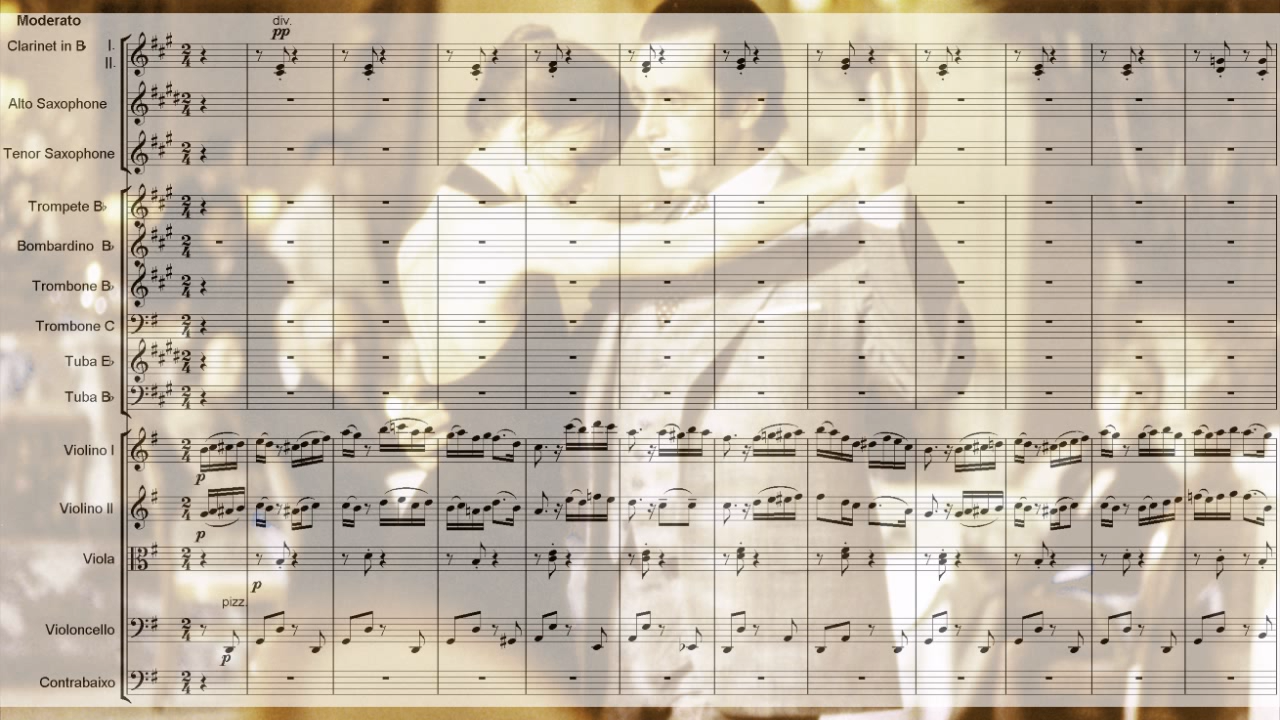 Moderato
div.
pp
Clarinet in B♭ I.
II.
Alto Saxophone
Tenor Saxophone
Trompete B♭
Bombardino B♭
Trombone B♭
Trombone C
Tuba E♭
Tuba B♭
Violino I
p
Violino II
p
Viola
p
pizz.
Violoncello
p
Contrabaixo